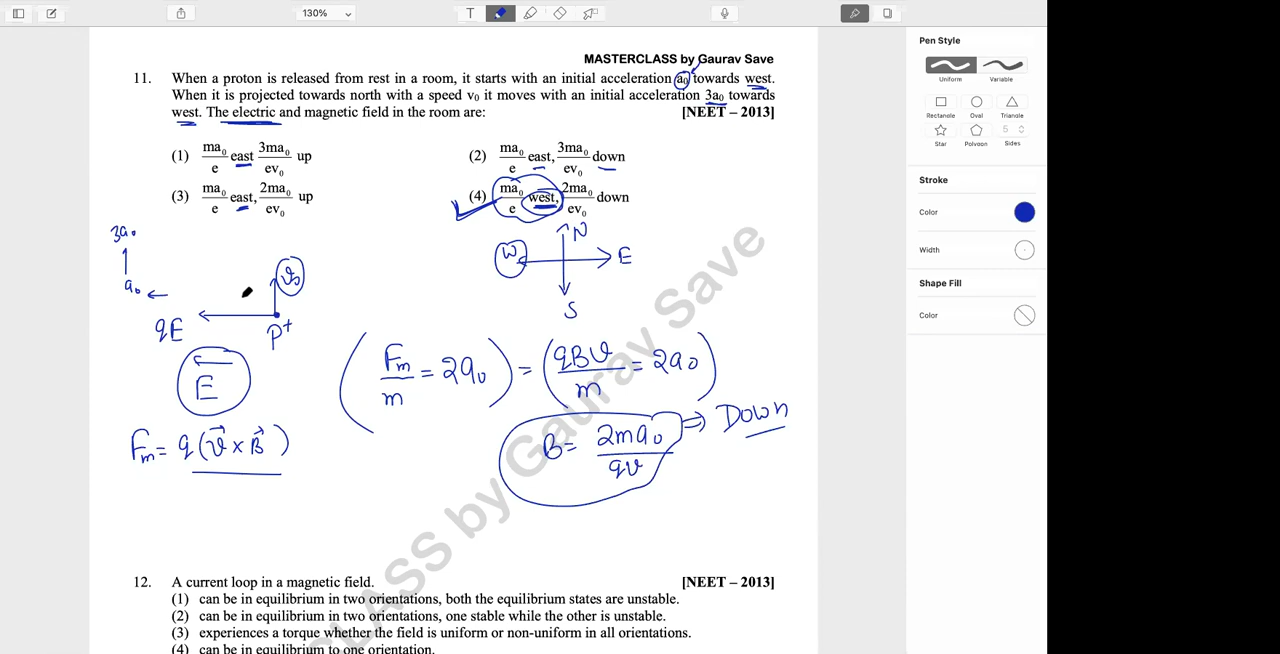 130%
T
MASTERCLASS by Gaurav Save
11. When a proton is released from rest in a room, it starts with an initial acceleration a₀ towards west.
When it is projected towards north with a speed v₀ it moves with an initial acceleration 3a₀ towards
west. The electric and magnetic field in the room are: [NEET – 2013]
(1) ma₀/e east 3ma₀/ev₀ up
(2) ma₀/e east, 3ma₀/ev₀ down
(3) ma₀/e east, 2ma₀/ev₀ up
(4) ma₀/e west, 2ma₀/ev₀ down
3a₀
a₀
N
W
E
S
v₀
qE
P⁺
E
(Fm/m = 2a₀) = (qBv/m = 2a₀)
Fm = q(v⃗ × B⃗)
B = 2ma₀/qv ⇒ Down
12. A current loop in a magnetic field. [NEET – 2013]
(1) can be in equilibrium in two orientations, both the equilibrium states are unstable.
(2) can be in equilibrium in two orientations, one stable while the other is unstable.
(3) experiences a torque whether the field is uniform or non-uniform in all orientations.
(4) can be in equilibrium to one orientation.
CLASS by Gaurav Save
Pen Style
Uniform
Variable
Rectangle
Oval
Triangle
5
Star
Polygon
Sides
Stroke
Color
Width
Shape Fill
Color